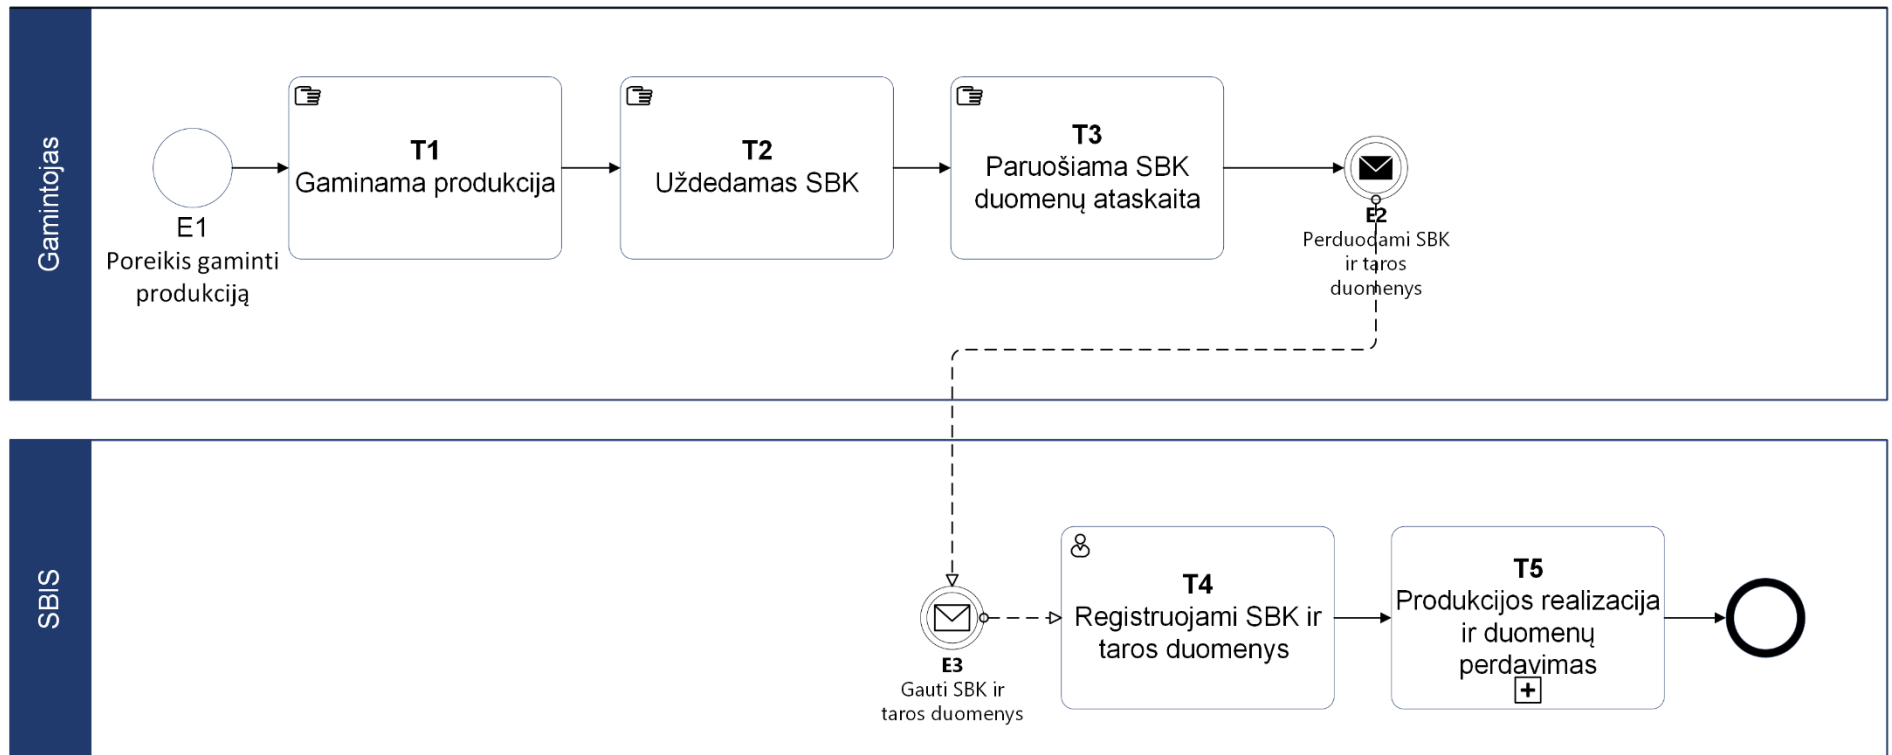 Gamintojas
E1
Poreikis gaminti
produkciją
T1
Gaminama produkcija
T2
Uždedamas SBK
T3
Paruošiama SBK
duomenų ataskaita
E2
Perduodami SBK
ir taros
duomenys
SBIS
E3
Gauti SBK ir
taros duomenys
T4
Registruojami SBK ir
taros duomenys
T5
Produkcijos realizacija
ir duomenų
perdavimas